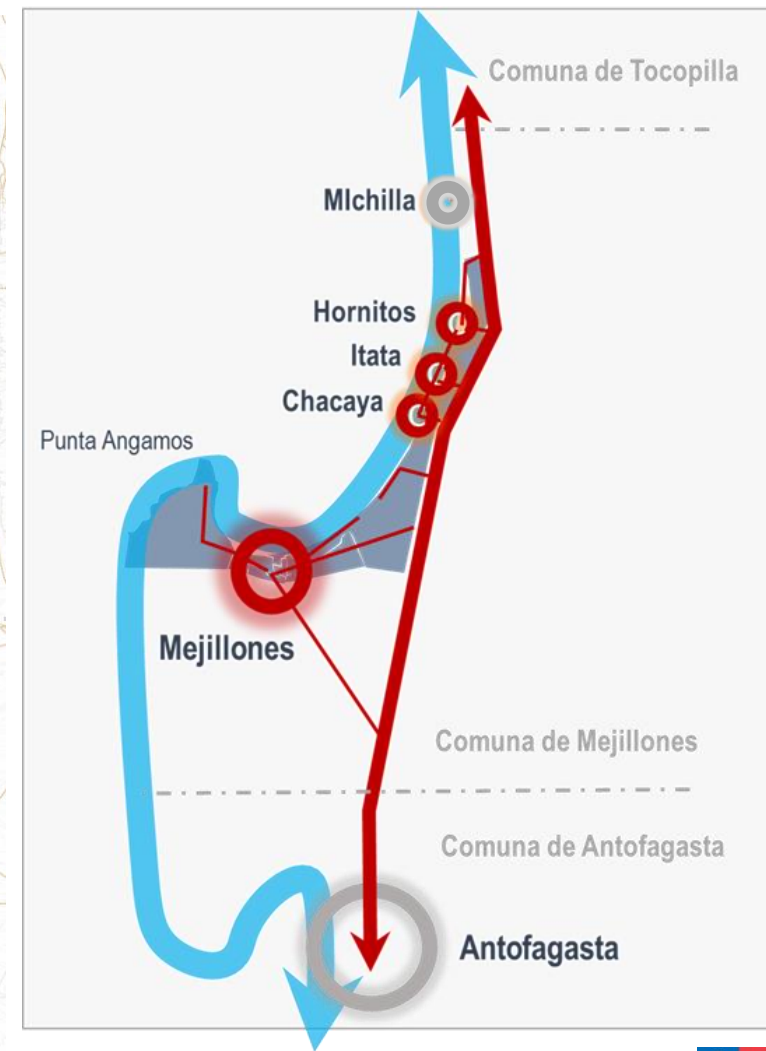 Comuna de Tocopilla
MIchilla
Hornitos
Itata
Chacaya
Punta Angamos
Mejillones
Comuna de Mejillones
Comuna de Antofagasta
Antofagasta